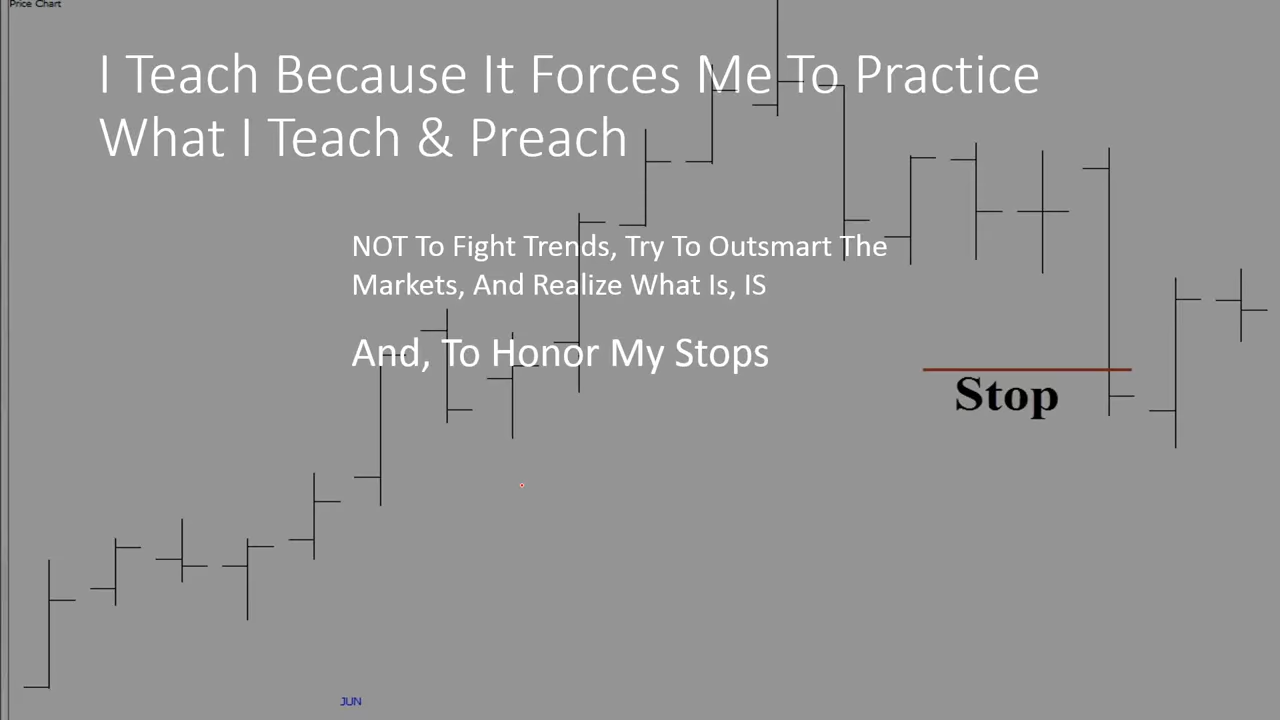 Price Chart
I Teach Because It Forces Me To Practice
What I Teach & Preach
NOT To Fight Trends, Try To Outsmart The
Markets, And Realize What Is, IS
And, To Honor My Stops
Stop
JUN